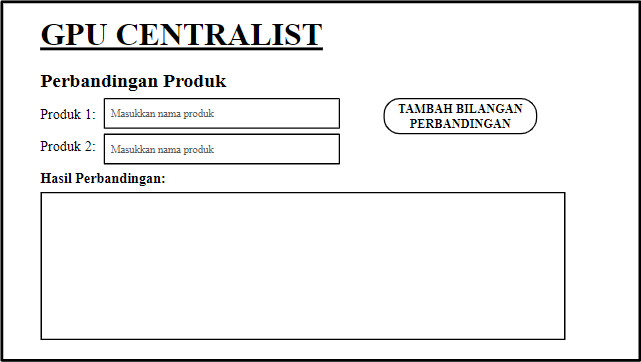 GPU CENTRALIST
Perbandingan Produk
Produk 1:
Masukkan nama produk
TAMBAH BILANGAN
PERBANDINGAN
Produk 2:
Masukkan nama produk
Hasil Perbandingan: